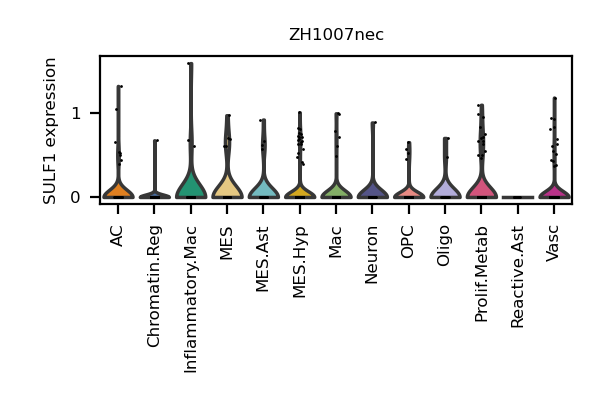 ZH1007nec
SULF1 expression
1
0
AC
Chromatin.Reg
Inflammatory.Mac
MES
MES.Ast
MES.Hyp
Mac
Neuron
OPC
Oligo
Prolif.Metab
Reactive.Ast
Vasc